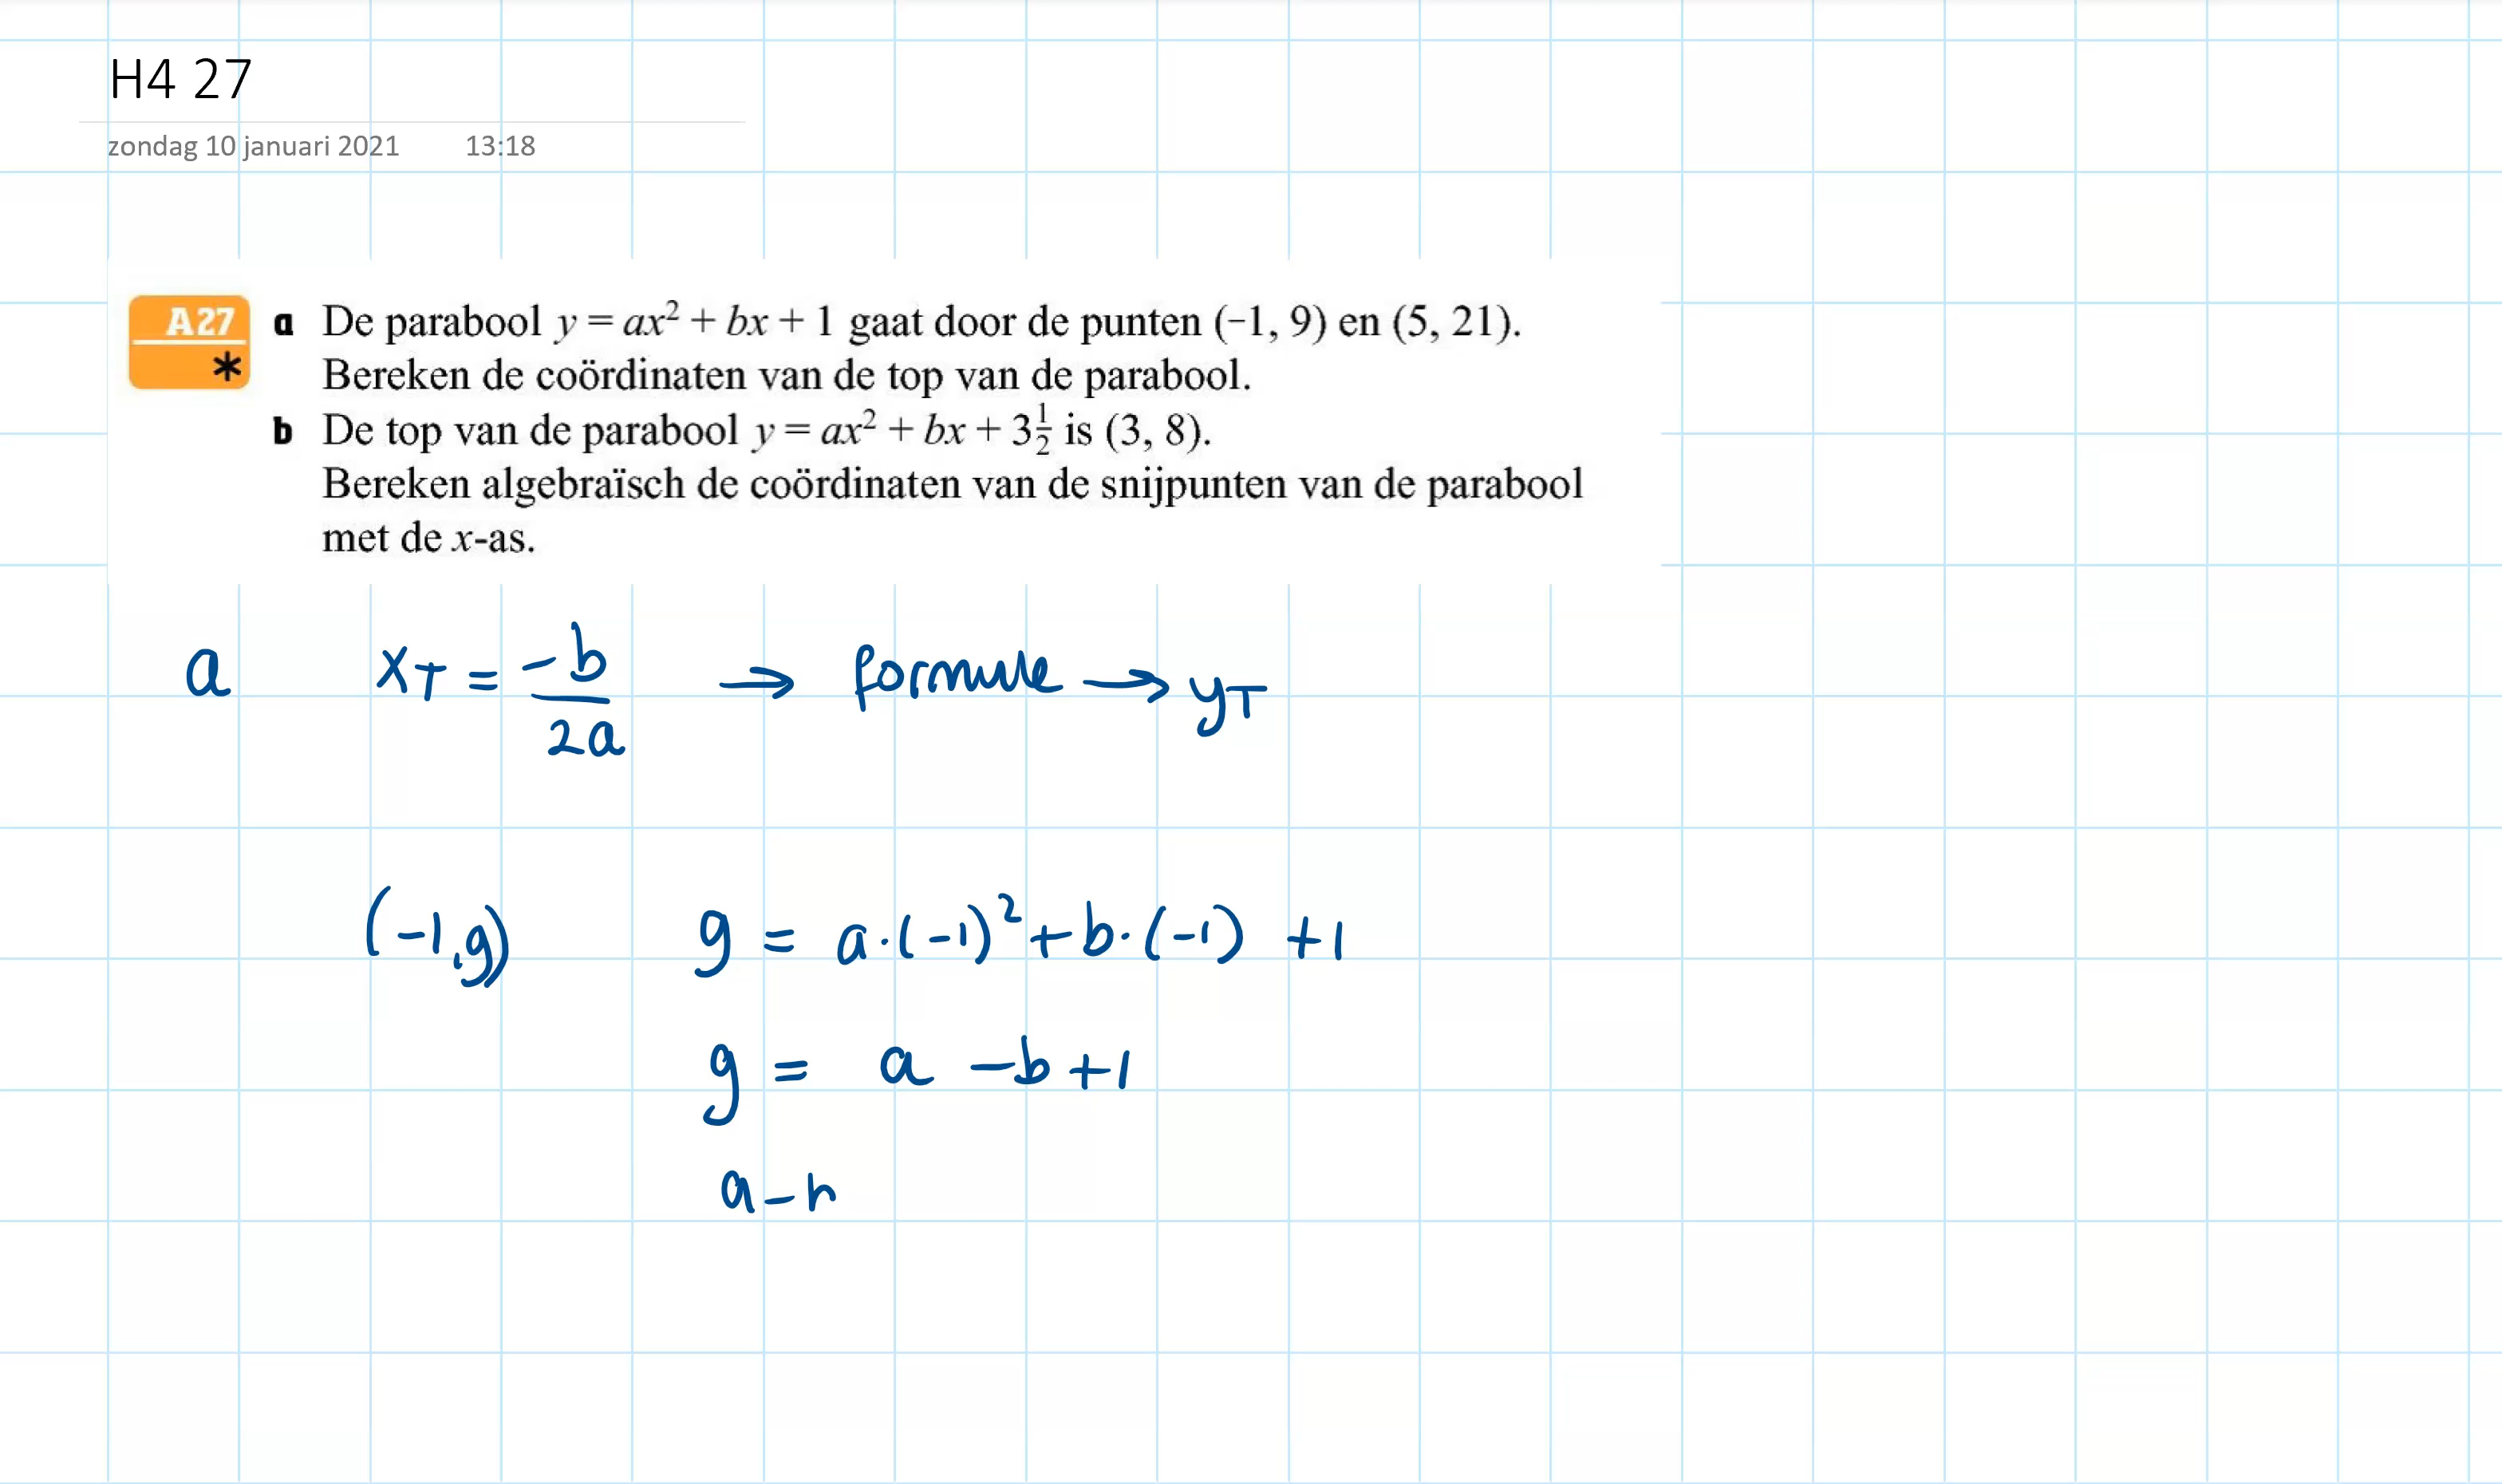 H4 27
zondag 10 januari 2021 13:18
A27 a De parabool y = ax² + bx + 1 gaat door de punten (−1, 9) en (5, 21).
* Bereken de coördinaten van de top van de parabool.
b De top van de parabool y = ax² + bx + 3½ is (3, 8).
Bereken algebraïsch de coördinaten van de snijpunten van de parabool
met de x-as.
a x_T = -b/2a → formule → y_T
(-1,9) 9 = a·(-1)² + b·(-1) +1
9 = a -b +1
a - h